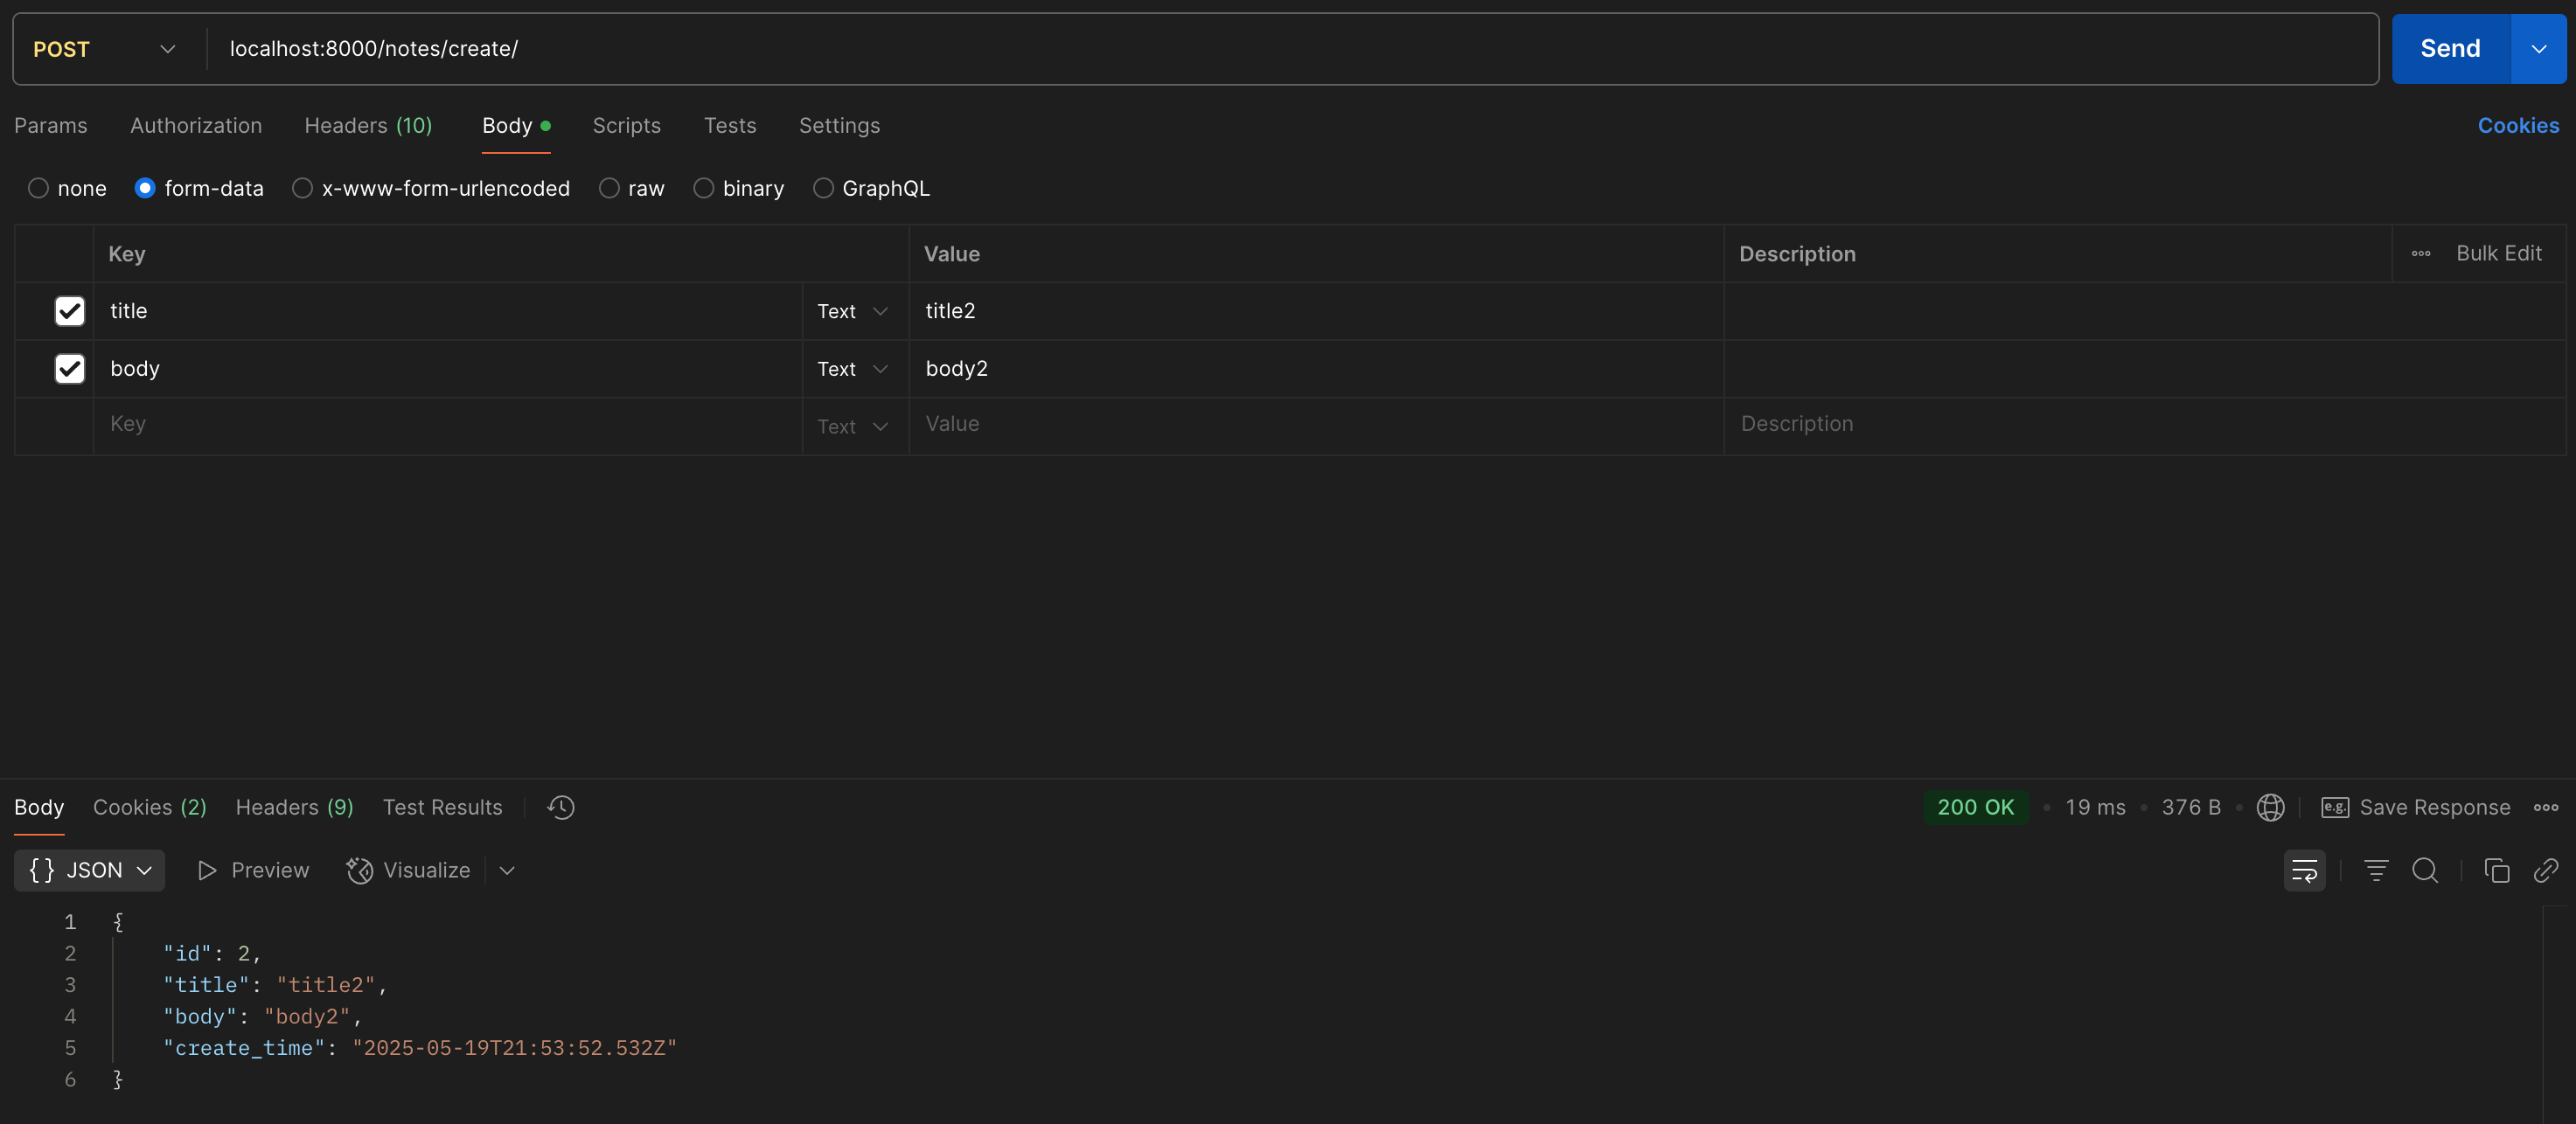 POST localhost:8000/notes/create/ Send
Params Authorization Headers (10) Body Scripts Tests Settings Cookies
none form-data x-www-form-urlencoded raw binary GraphQL
Key Value Description Bulk Edit
title Text title2
body Text body2
Key Text Value Description
Body Cookies (2) Headers (9) Test Results 200 OK 19 ms 376 B e.g. Save Response
{} JSON Preview Visualize
1 {
2 "id": 2,
3 "title": "title2",
4 "body": "body2",
5 "create_time": "2025-05-19T21:53:52.532Z"
6 }